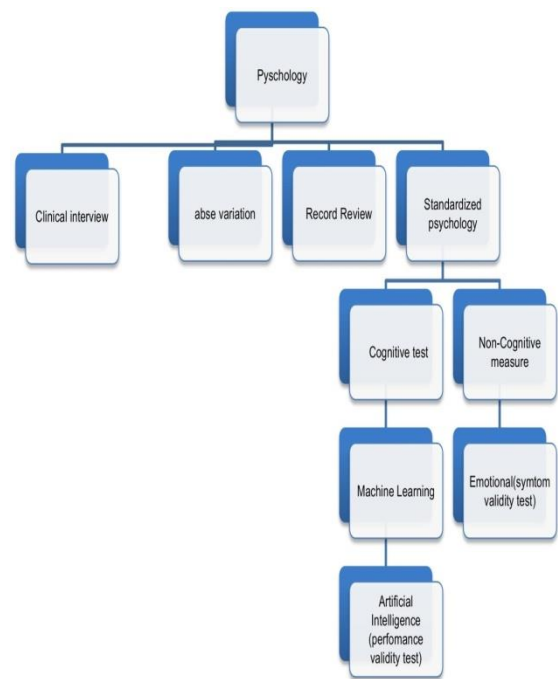 Pyschology
Clinical interview
abse variation
Record Review
Standardized
psychology
Cognitive test
Non-Cognitive
measure
Machine Learning
Emotional(symtom
validity test)
Artificial
Intelligence
(perfomance
validity test)